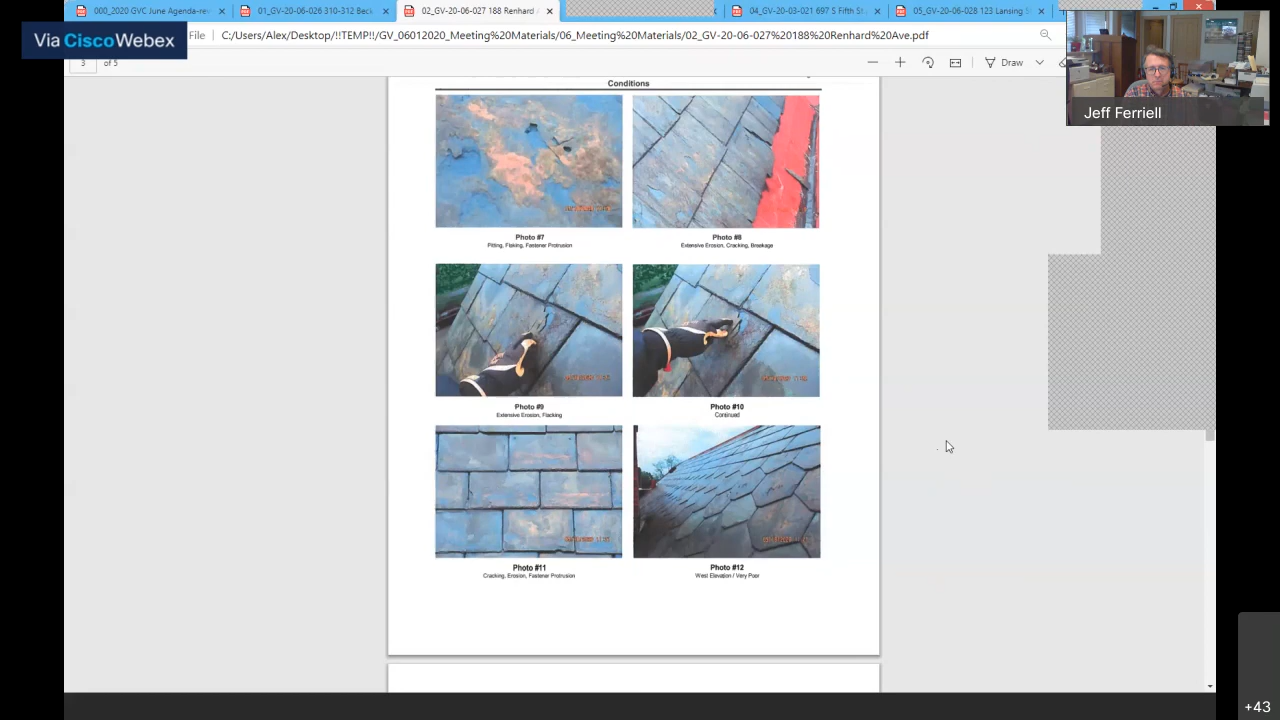 000_2020 GVC June Agenda-rev
01_GV-20-06-026 310-312 Beck
02_GV-20-06-027 188 Renhard
04_GV-20-03-021 697 S Fifth St
05_GV-20-06-028 123 Lansing St
Via CiscoWebex
File
C:/Users/Alex/Desktop/!!TEMP!!/GV_06012020_Meeting%20Materials/06_Meeting%20Materials/02_GV-20-06-027%20188%20Renhard%20Ave.pdf
3 of 5
Draw
Jeff Ferriell
Conditions
Photo #7
Pitting, Flaking, Fastener Protrusion
Photo #8
Extensive Erosion, Cracking, Breakage
Photo #9
Extensive Erosion, Flacking
Photo #10
Continued
Photo #11
Cracking, Erosion, Fastener Protrusion
Photo #12
West Elevation / Very Poor
+43